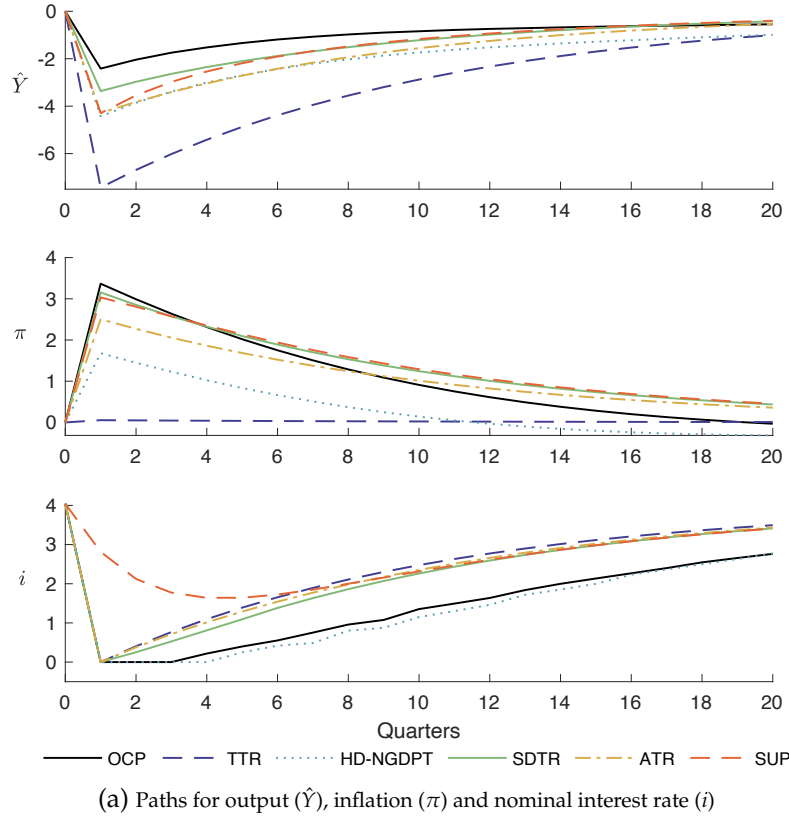 0
-2
-4
-6
Ŷ
0 2 4 6 8 10 12 14 16 18 20
4
3
2
1
0
π
0 2 4 6 8 10 12 14 16 18 20
4
3
2
1
0
i
0 2 4 6 8 10 12 14 16 18 20
Quarters
OCP TTR HD-NGDPT SDTR ATR SUP
(a) Paths for output (Ŷ), inflation (π) and nominal interest rate (i)